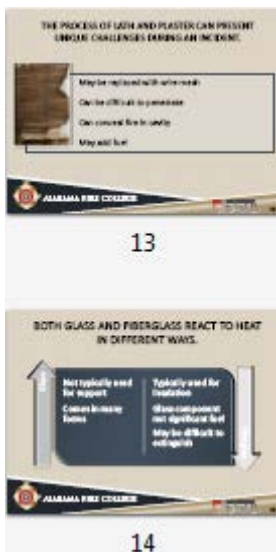 THE PROCESS OF LATH AND PLASTER CAN PRESENT
UNIQUE CHALLENGES DURING AN INCIDENT.
May be replaced with wire mesh
Can be difficult to penetrate
Can conceal fire in cavity
May add fuel
ALABAMA FIRE COLLEGE
13
BOTH GLASS AND FIBERGLASS REACT TO HEAT
IN DIFFERENT WAYS.
Not typically used
for support
Comes in many
forms
Typically used for
insulation
Glass component
not significant fuel
May be difficult to
extinguish
ALABAMA FIRE COLLEGE
14